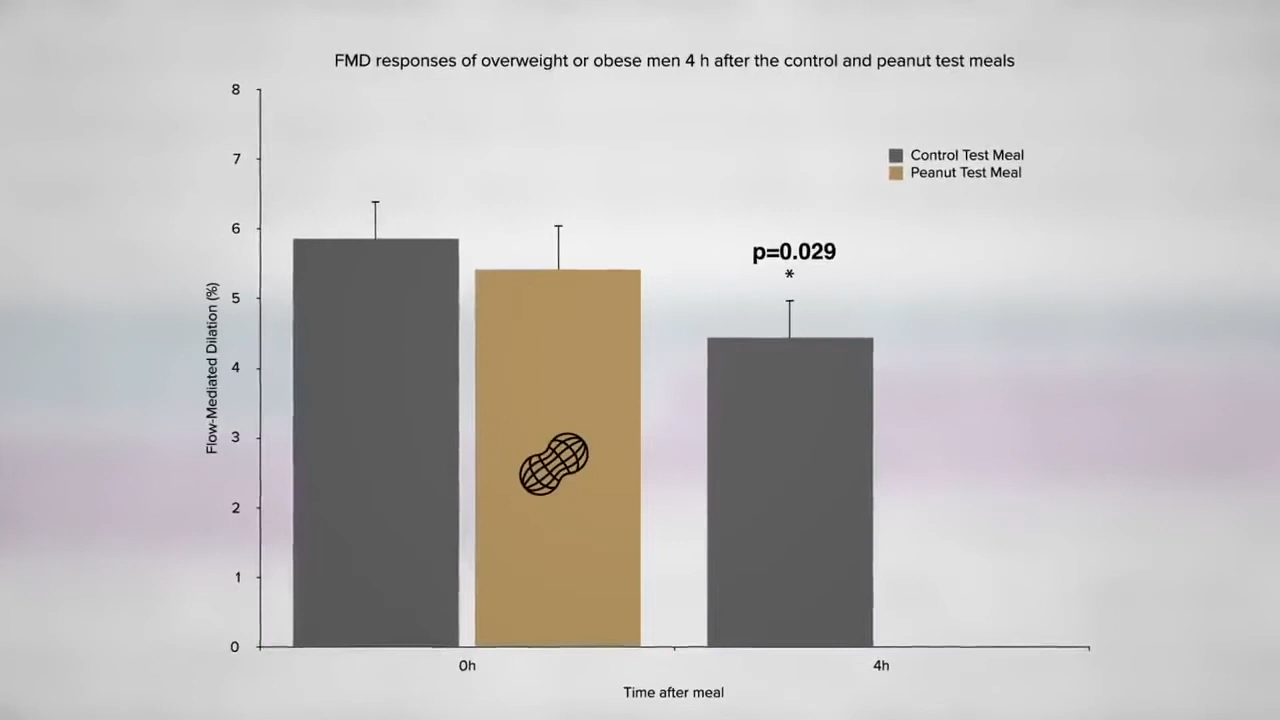 FMD responses of overweight or obese men 4 h after the control and peanut test meals
8
7
6
5
4
3
2
1
0
Flow-Mediated Dilation (%)
Control Test Meal
Peanut Test Meal
p=0.029
*
0h
4h
Time after meal